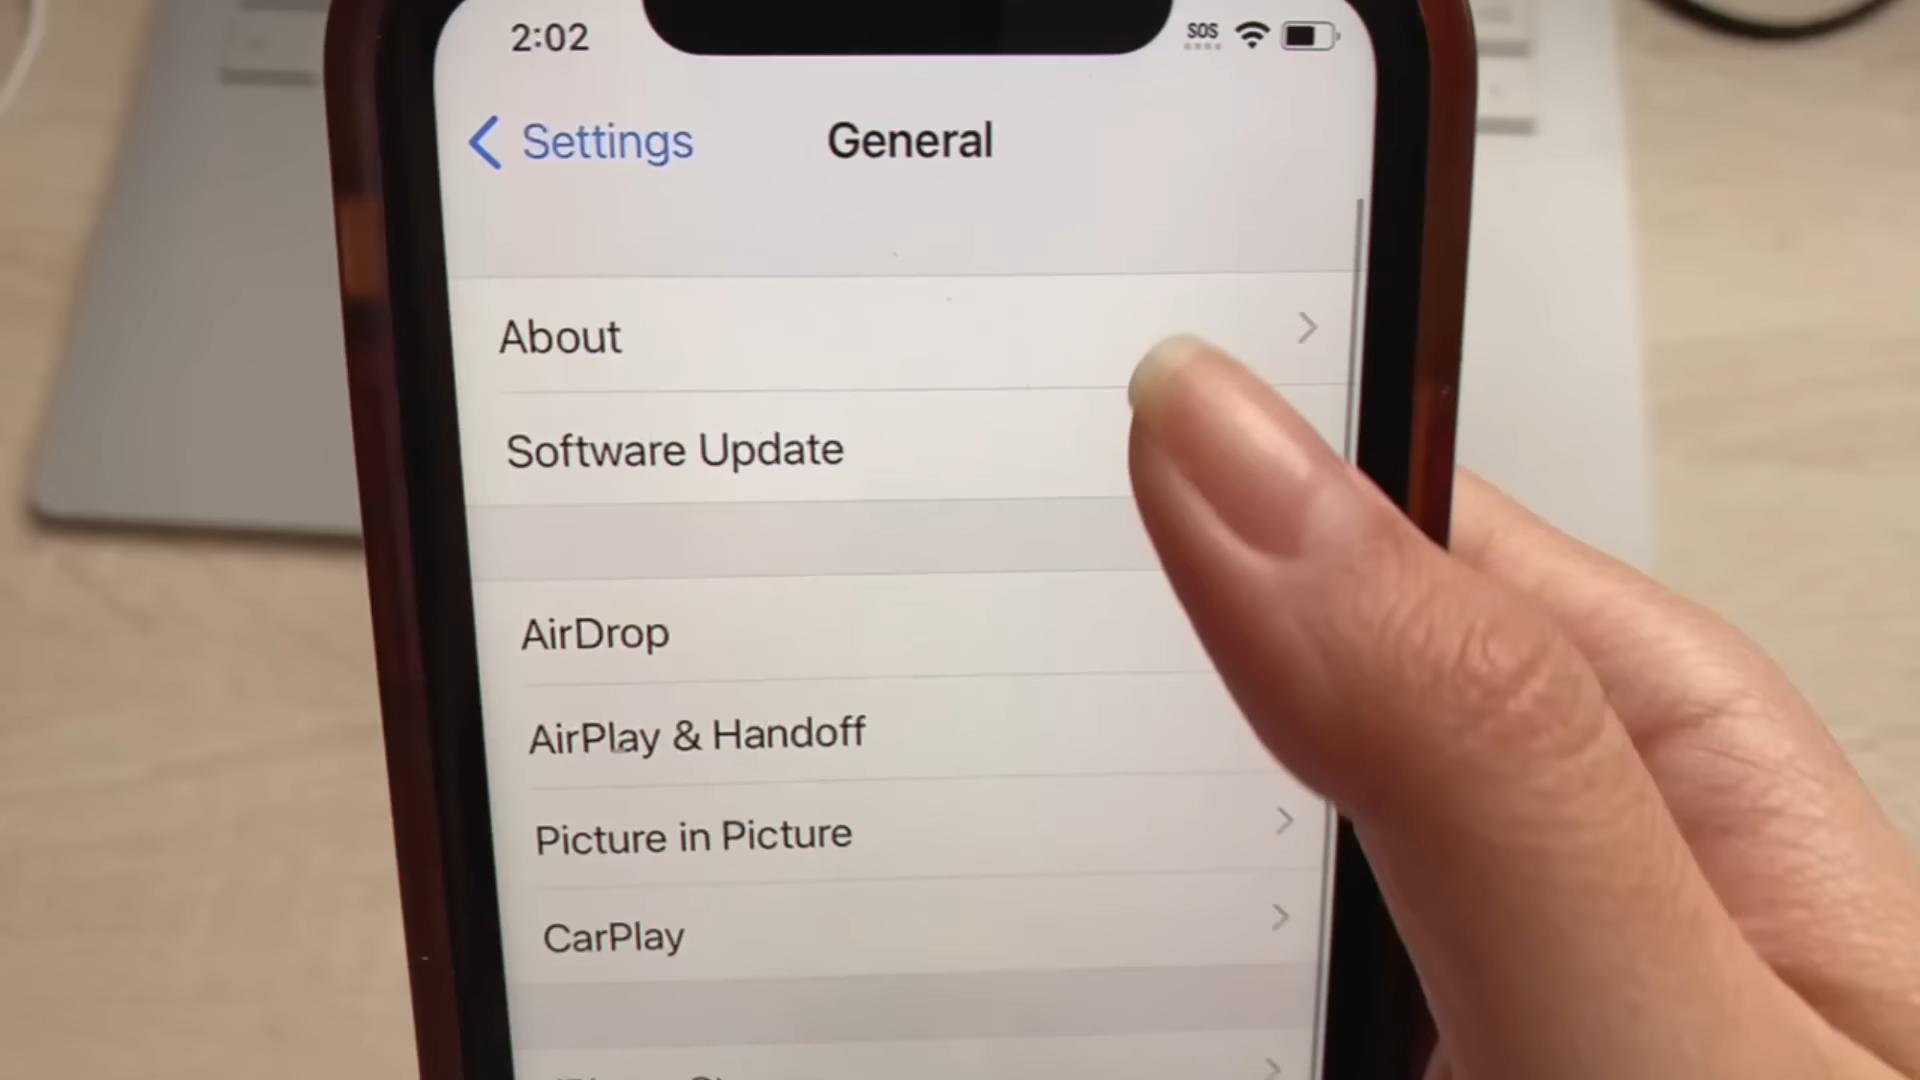 2:02 SOS
Settings General
About
Software Update
AirDrop
AirPlay & Handoff
Picture in Picture
CarPlay